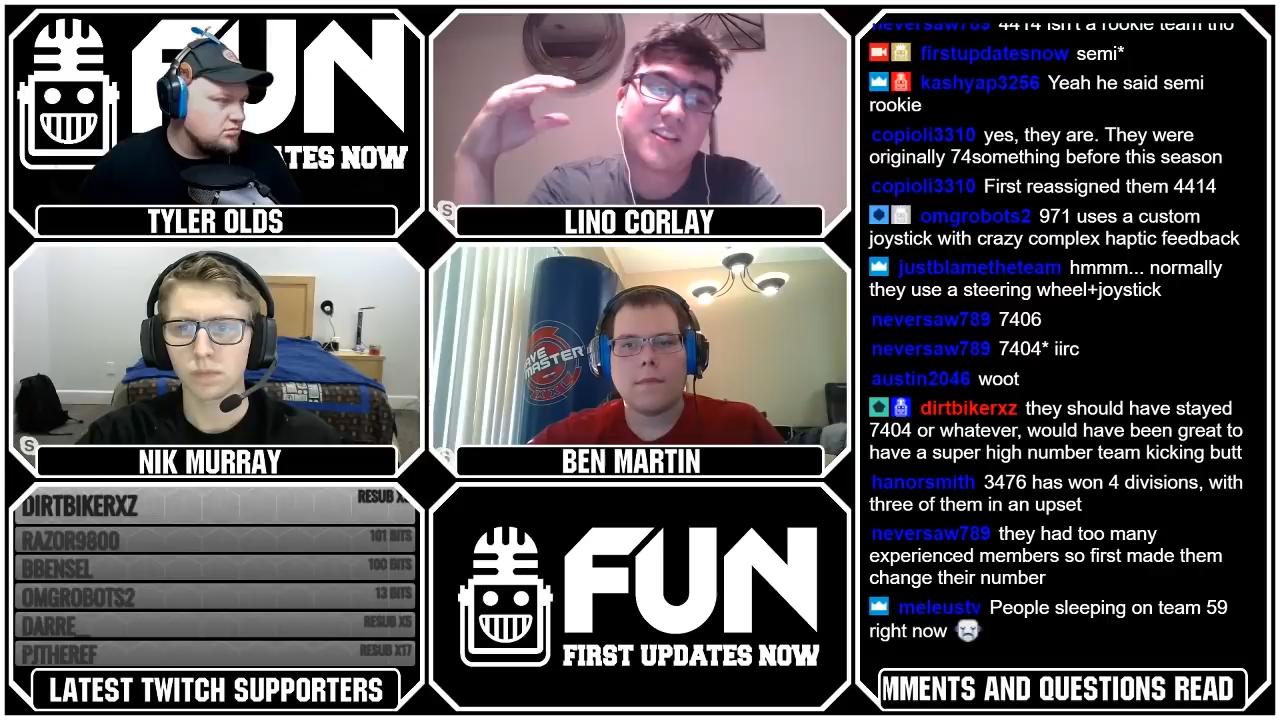 FUN
TES NOW
TYLER OLDS
LINO CORLAY
NIK MURRAY
AVE
MASTER
XXXL
BEN MARTIN
DIRTBIKERXZ
RESUB X
RAZOR9800
101 BITS
BBENSEL
100 BITS
OMGROBOTS2
13 BITS
DARRE_
RESUB X5
PJTHEREF
RESUB X17
LATEST TWITCH SUPPORTERS
FUN
FIRST UPDATES NOW
neversaw789 4414 isn't a rookie team tho
firstupdatesnow semi*
kashyap3256 Yeah he said semi
rookie
copioli3310 yes, they are. They were
originally 74something before this season
copioli3310 First reassigned them 4414
omgrobots2 971 uses a custom
joystick with crazy complex haptic feedback
justblametheteam hmmm... normally
they use a steering wheel+joystick
neversaw789 7406
neversaw789 7404* iirc
austin2046 woot
dirtbikerxz they should have stayed
7404 or whatever, would have been great to
have a super high number team kicking butt
hanorsmith 3476 has won 4 divisions, with
three of them in an upset
neversaw789 they had too many
experienced members so first made them
change their number
meleustv People sleeping on team 59
right now
MMENTS AND QUESTIONS READ